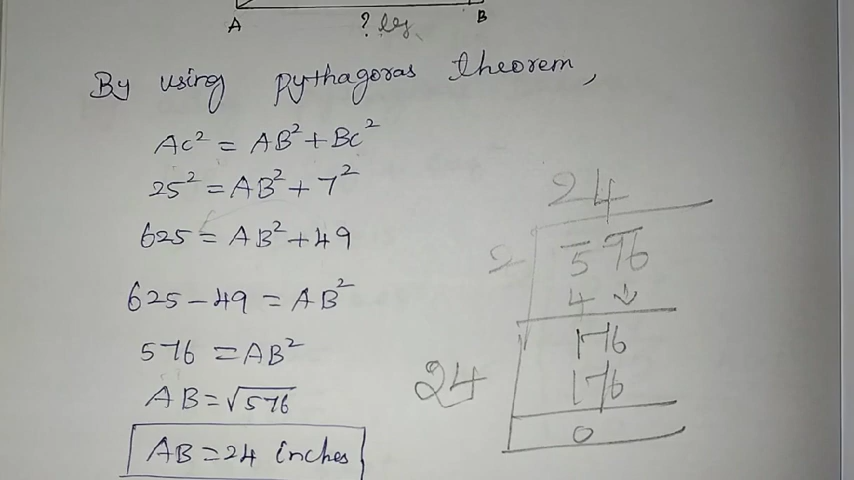 A ? leg B
By using pythagoras theorem,
AC² = AB² + BC²
25² = AB² + 7²
625 = AB² + 49
625 - 49 = AB²
576 = AB²
AB = √576
AB = 24 inches
24
2 576
4 ↓
176
24 176
0